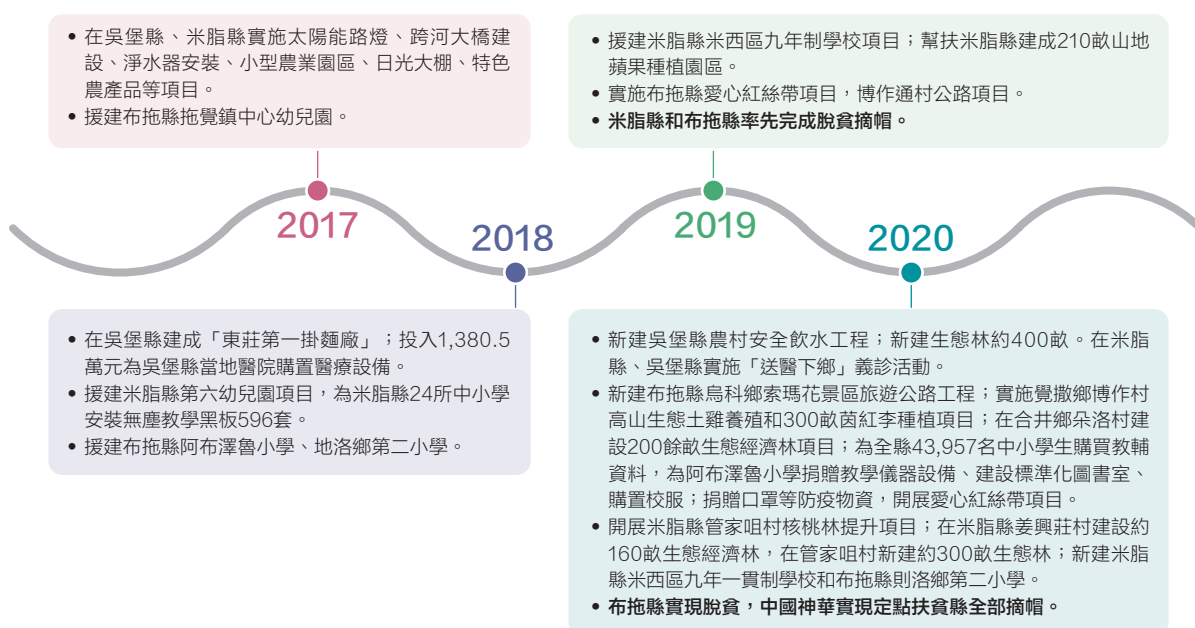 • 在吳堡縣、米脂縣實施太陽能路燈、跨河大橋建
設、淨水器安裝、小型農業園區、日光大棚、特色
農產品等項目。
• 援建布拖縣拖覺鎮中心幼兒園。
• 援建米脂縣米西區九年制學校項目；幫扶米脂縣建成210畝山地
蘋果種植園區。
• 實施布拖縣愛心紅絲帶項目，博作通村公路項目。
• 米脂縣和布拖縣率先完成脫貧摘帽。
2017
2018
2019
2020
• 在吳堡縣建成「東莊第一掛麵廠」；投入1,380.5
萬元為吳堡縣當地醫院購置醫療設備。
• 援建米脂縣第六幼兒園項目，為米脂縣24所中小學
安裝無塵教學黑板596套。
• 援建布拖縣阿布澤魯小學、地洛鄉第二小學。
• 新建吳堡縣農村安全飲水工程；新建生態林約400畝。在米脂
縣、吳堡縣實施「送醫下鄉」義診活動。
• 新建布拖縣烏科鄉索瑪花景區旅遊公路工程；實施覺撒鄉博作村
高山生態土雞養殖和300畝茵紅李種植項目；在合井鄉朵洛村建
設200餘畝生態經濟林項目；為全縣43,957名中小學生購買教輔
資料，為阿布澤魯小學捐贈教學儀器設備、建設標準化圖書室、
購置校服；捐贈口罩等防疫物資，開展愛心紅絲帶項目。
• 開展米脂縣管家咀村核桃林提升項目；在米脂縣姜興莊村建設約
160畝生態經濟林，在管家咀村新建約300畝生態林；新建米脂
縣米西區九年一貫制學校和布拖縣則洛鄉第二小學。
• 布拖縣實現脫貧，中國神華實現定點扶貧縣全部摘帽。